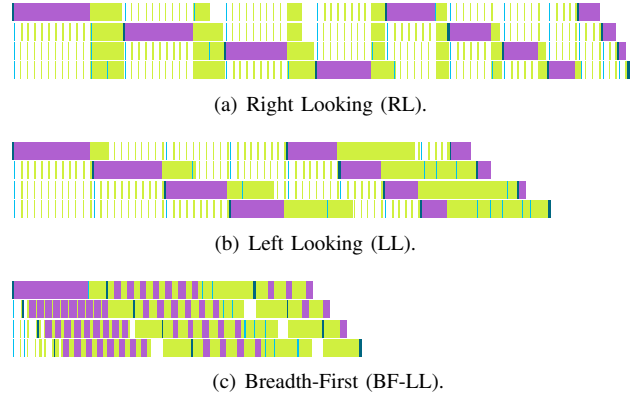 (a) Right Looking (RL).
(b) Left Looking (LL).
(c) Breadth-First (BF-LL).